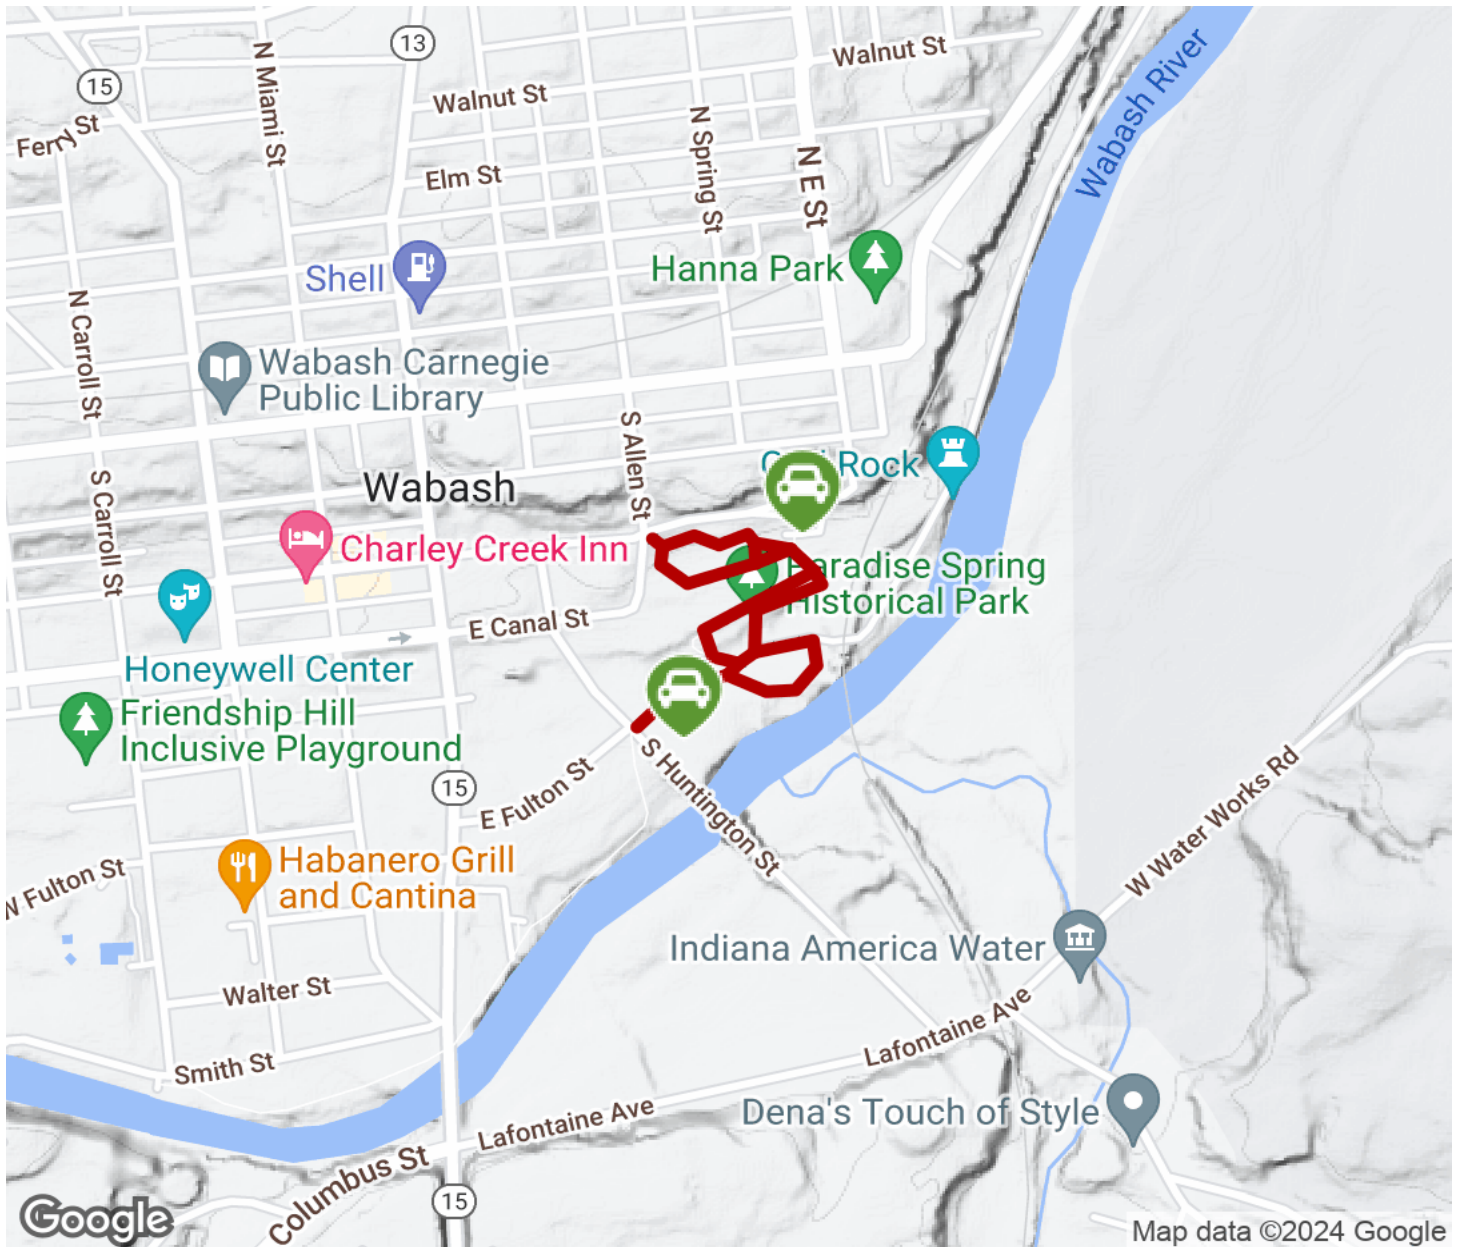 13
Walnut St
15
N Miami St
Walnut St
Wabash River
Ferry St
N Spring St
N E St
Elm St
Shell
Hanna Park
N Carroll St
Wabash Carnegie
Public Library
S Allen St
Rock
Wabash
S Carroll St
Charley Creek Inn
Paradise Spring
Historical Park
E Canal St
Honeywell Center
Friendship Hill
Inclusive Playground
15
S Huntington St
E Fulton St
W Water Works Rd
Habanero Grill
and Cantina
W Fulton St
Indiana America Water
Walter St
Lafontaine Ave
Smith St
Dena's Touch of Style
Lafontaine Ave
Columbus St
15
Google
Map data ©2024 Google